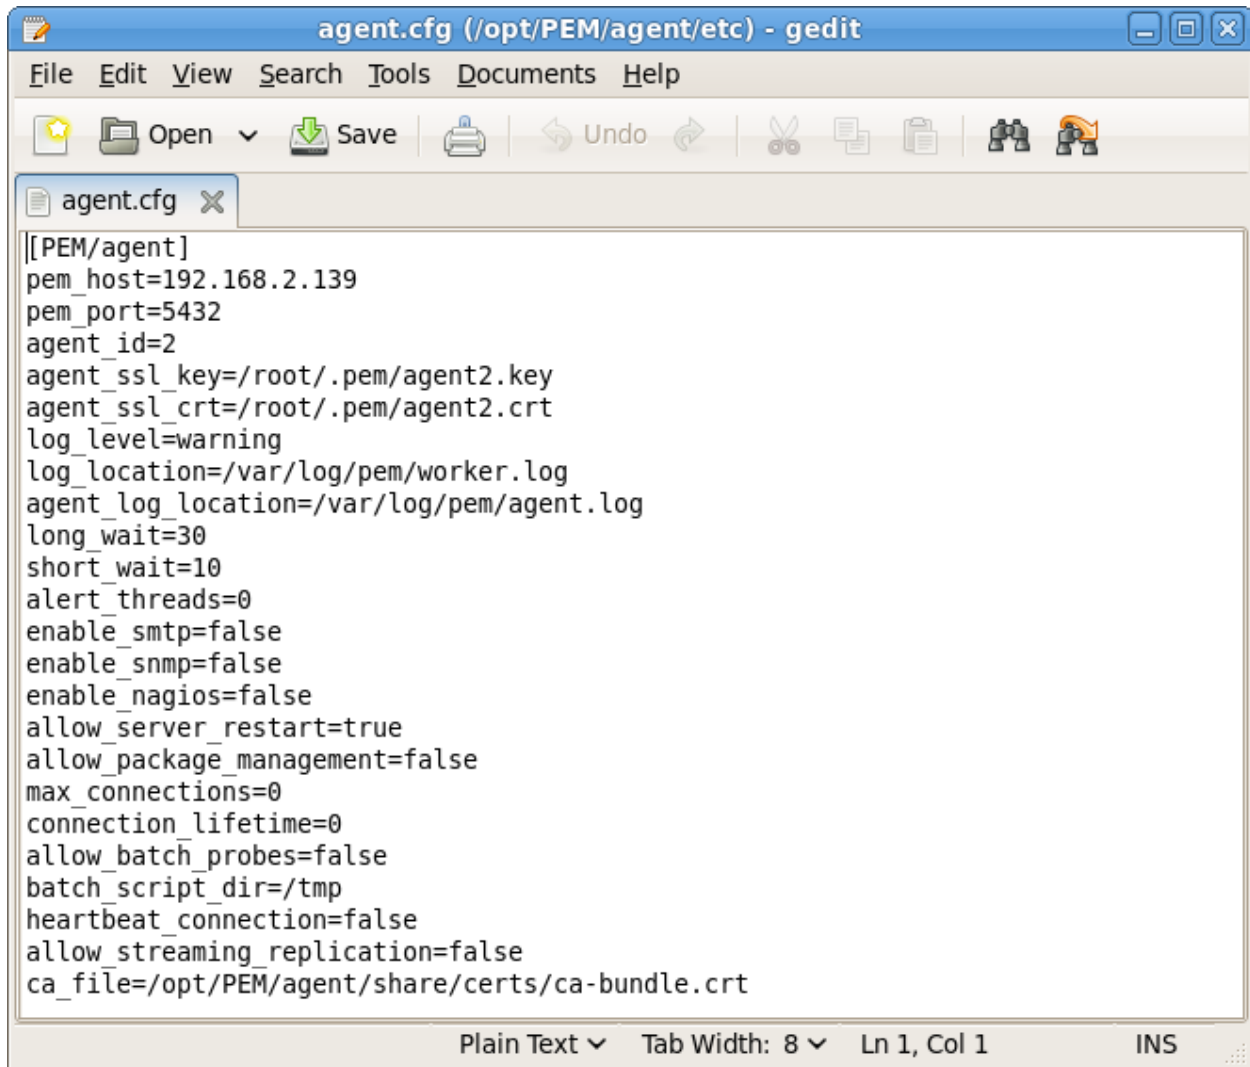 agent.cfg (/opt/PEM/agent/etc) - gedit
File Edit View Search Tools Documents Help
Open Save Undo
agent.cfg
[PEM/agent]
pem_host=192.168.2.139
pem_port=5432
agent_id=2
agent_ssl_key=/root/.pem/agent2.key
agent_ssl_crt=/root/.pem/agent2.crt
log_level=warning
log_location=/var/log/pem/worker.log
agent_log_location=/var/log/pem/agent.log
long_wait=30
short_wait=10
alert_threads=0
enable_smtp=false
enable_snmp=false
enable_nagios=false
allow_server_restart=true
allow_package_management=false
max_connections=0
connection_lifetime=0
allow_batch_probes=false
batch_script_dir=/tmp
heartbeat_connection=false
allow_streaming_replication=false
ca_file=/opt/PEM/agent/share/certs/ca-bundle.crt
Plain Text Tab Width: 8 Ln 1, Col 1 INS